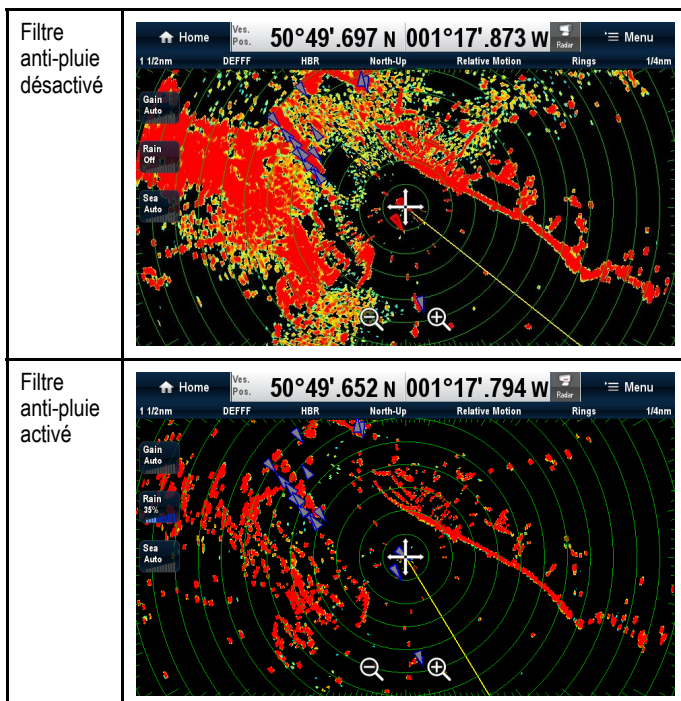 Filtre
anti-pluie
désactivé
Home
Ves.
Pos.
50°49'.697 N 001°17'.873 W
Radar
Menu
1 1/2nm DEFFF HBR North-Up Relative Motion Rings 1/4nm
Gain
Auto
Rain
Off
Sea
Auto
Filtre
anti-pluie
activé
Home
Ves.
Pos.
50°49'.652 N 001°17'.794 W
Radar
Menu
1 1/2nm DEFFF HBR North-Up Relative Motion Rings 1/4nm
Gain
Auto
Rain
35%
Sea
Auto